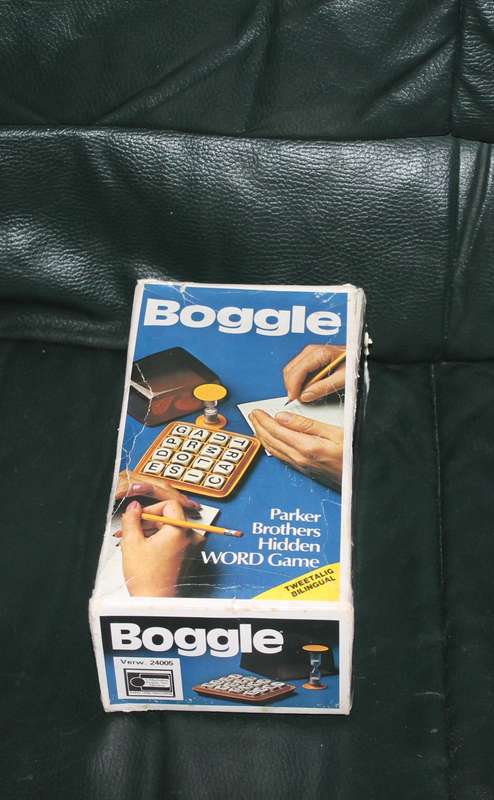 Boggle
Parker
Brothers
Hidden
WORD Game
TWEETALIG
BILINGUAL
Boggle
Verw. 24005